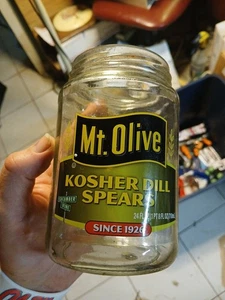 Mt. Olive
KOSHER DILL
SPEARS
SINCE 1926